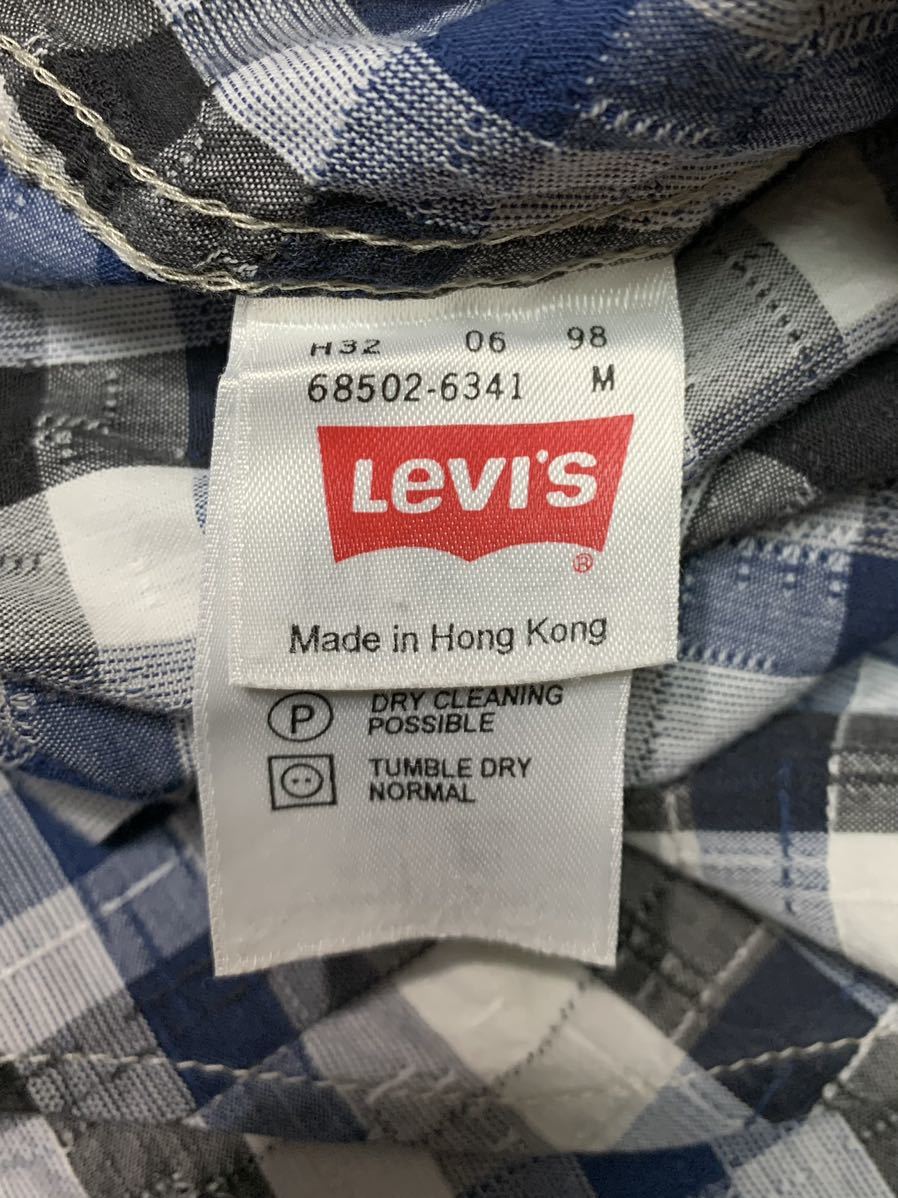 H32 06 98
68502-6341 M
Levi's
®
Made in Hong Kong
P DRY CLEANING
POSSIBLE
TUMBLE DRY
NORMAL